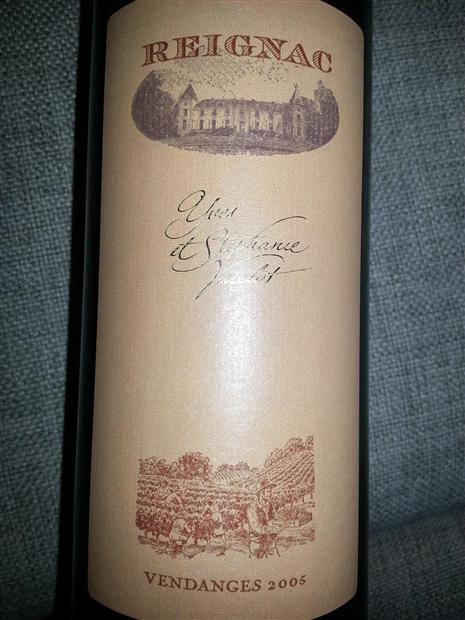 REIGNAC
Yves
et Stéphanie
Vatelot
VENDANGES 2005